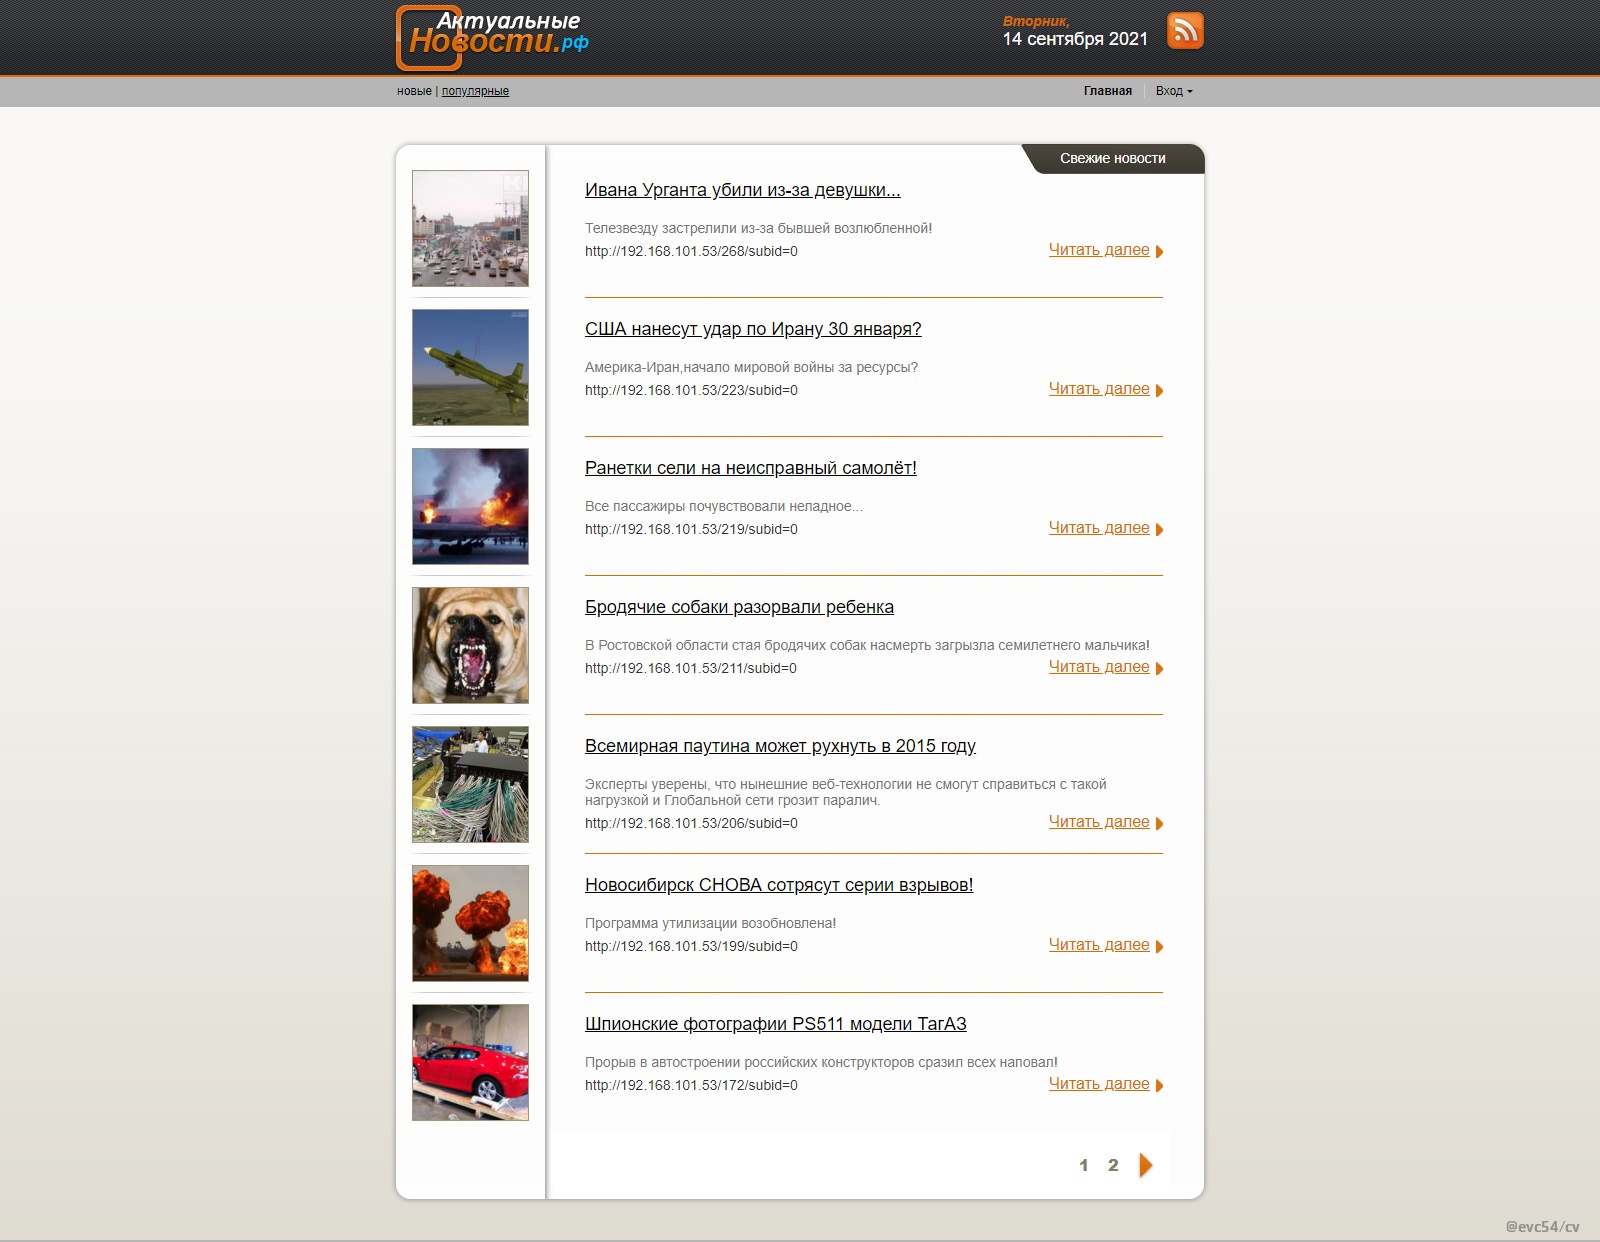 Актуальные
Новости.рф
Вторник,
14 сентября 2021
новые | популярные
Главная
Вход
Свежие новости
Ивана Урганта убили из-за девушки...
Телезвезду застрелили из-за бывшей возлюбленной!
http://192.168.101.53/268/subid=0
Читать далее
США нанесут удар по Ирану 30 января?
Америка-Иран,начало мировой войны за ресурсы?
http://192.168.101.53/223/subid=0
Читать далее
Ранетки сели на неисправный самолёт!
Все пассажиры почувствовали неладное...
http://192.168.101.53/219/subid=0
Читать далее
Бродячие собаки разорвали ребенка
В Ростовской области стая бродячих собак насмерть загрызла семилетнего мальчика!
http://192.168.101.53/211/subid=0
Читать далее
Всемирная паутина может рухнуть в 2015 году
Эксперты уверены, что нынешние веб-технологии не смогут справиться с такой
нагрузкой и Глобальной сети грозит паралич.
http://192.168.101.53/206/subid=0
Читать далее
Новосибирск СНОВА сотрясут серии взрывов!
Программа утилизации возобновлена!
http://192.168.101.53/199/subid=0
Читать далее
Шпионские фотографии PS511 модели ТагАЗ
Прорыв в автостроении российских конструкторов сразил всех наповал!
http://192.168.101.53/172/subid=0
Читать далее
1 2
@evc54/cv